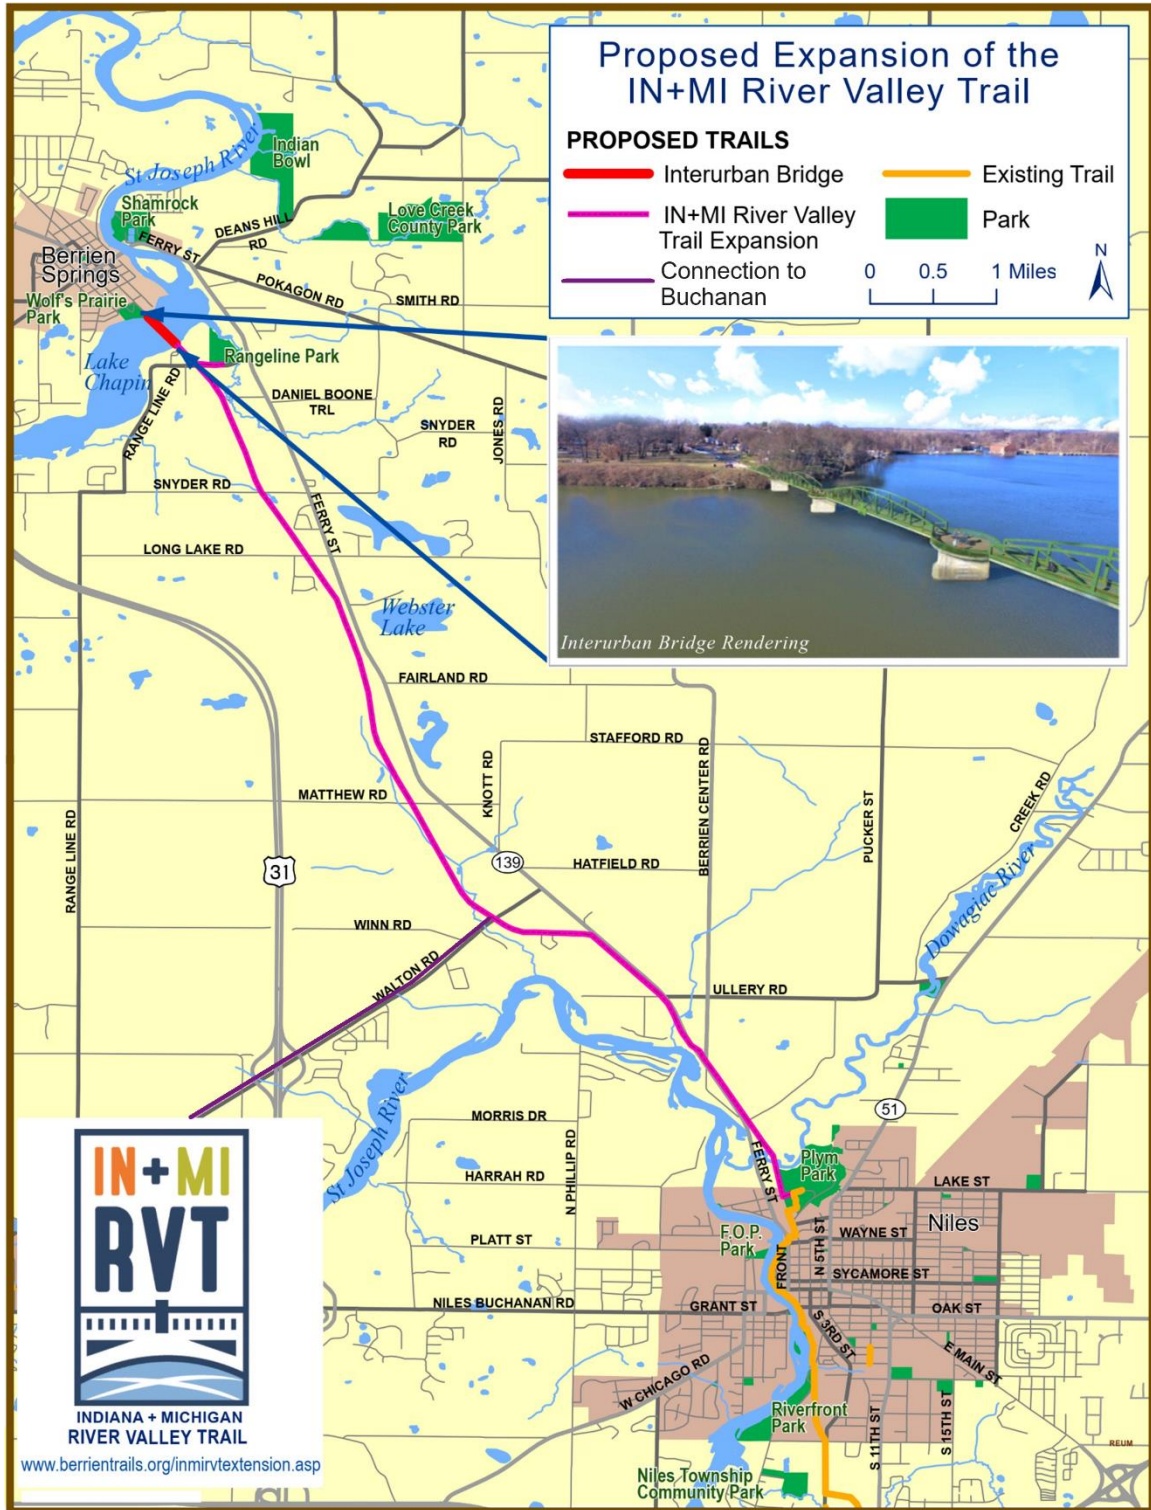 Proposed Expansion of the
IN+MI River Valley Trail
PROPOSED TRAILS
Interurban Bridge
Existing Trail
IN+MI River Valley
Trail Expansion
Park
Connection to
Buchanan
0 0.5 1 Miles
N
Indian
Bowl
St Joseph River
Shamrock
Park
Love Creek
County Park
DEANS HILL
RD
FERRY ST
Berrien
Springs
POKAGON RD
SMITH RD
Wolf's Prairie
Park
Rangeline Park
Lake
Chapin
RANGE LINE RD
DANIEL BOONE
TRL
SNYDER
RD
JONES RD
SNYDER RD
FERRY ST
LONG LAKE RD
Webster
Lake
Interurban Bridge Rendering
FAIRLAND RD
STAFFORD RD
KNOTT RD
BERRIEN CENTER RD
MATTHEW RD
PUCKER ST
CREEK RD
RANGE LINE RD
31
139
HATFIELD RD
Dowagiac River
WINN RD
WALTON RD
ULLERY RD
St Joseph River
MORRIS DR
51
N PHILLIP RD
HARRAH RD
FERRY ST
Plym
Park
LAKE ST
Niles
F.O.P.
Park
FRONT
N 5TH ST
WAYNE ST
PLATT ST
SYCAMORE ST
NILES BUCHANAN RD
GRANT ST
OAK ST
S 3RD ST
E MAIN ST
W CHICAGO RD
Riverfront
Park
S 11TH ST
S 15TH ST
REUM
Niles Township
Community Park
IN+MI
RVT
INDIANA + MICHIGAN
RIVER VALLEY TRAIL
www.berrientrails.org/inmirvtextension.asp